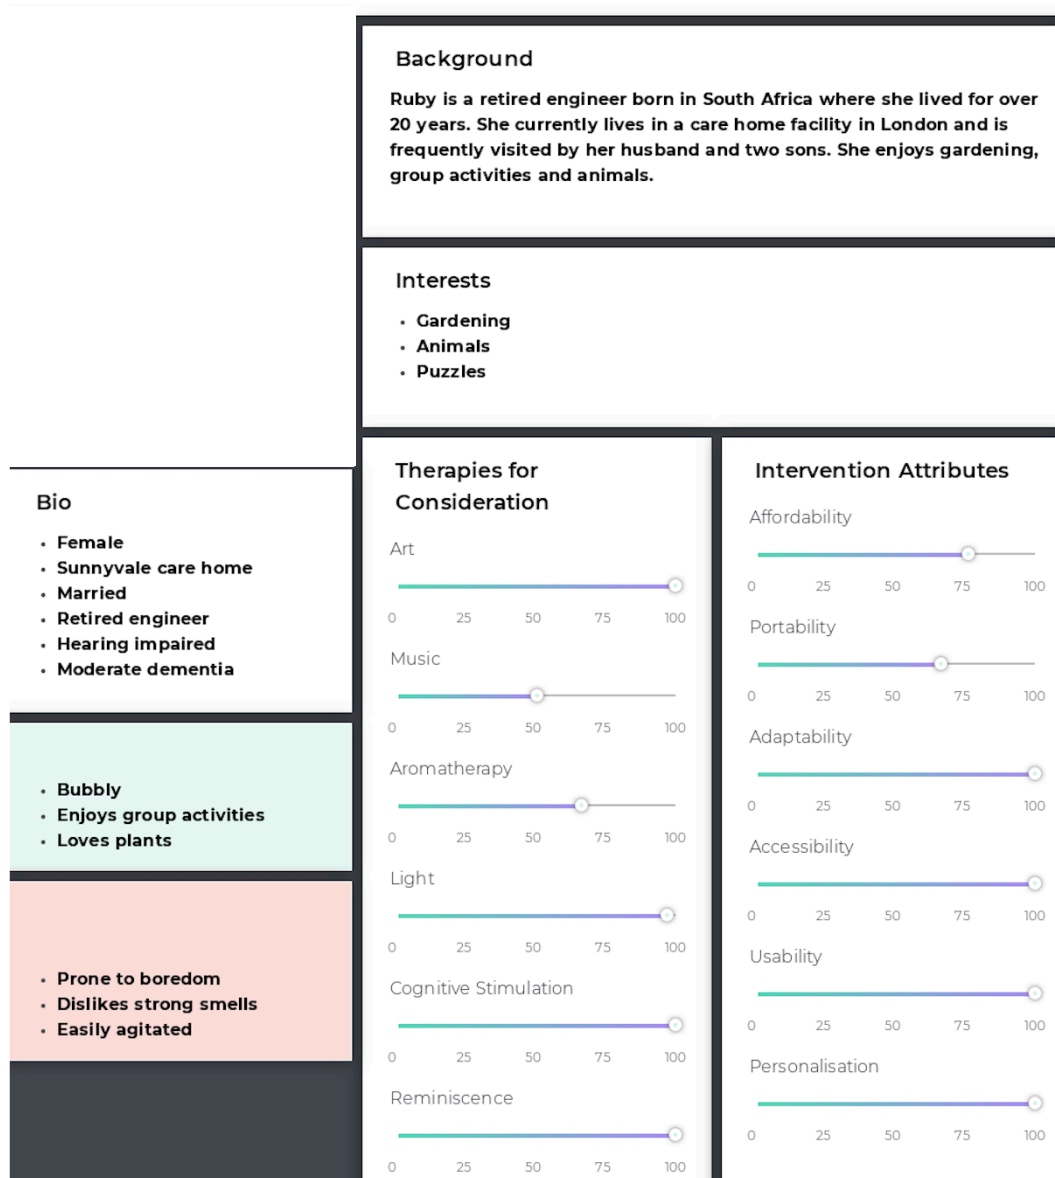 Background
Ruby is a retired engineer born in South Africa where she lived for over
20 years. She currently lives in a care home facility in London and is
frequently visited by her husband and two sons. She enjoys gardening,
group activities and animals.
Interests
• Gardening
• Animals
• Puzzles
Bio
• Female
• Sunnyvale care home
• Married
• Retired engineer
• Hearing impaired
• Moderate dementia
• Bubbly
• Enjoys group activities
• Loves plants
• Prone to boredom
• Dislikes strong smells
• Easily agitated
Therapies for
Consideration
Art
0 25 50 75 100
Music
0 25 50 75 100
Aromatherapy
0 25 50 75 100
Light
0 25 50 75 100
Cognitive Stimulation
0 25 50 75 100
Reminiscence
0 25 50 75 100
Intervention Attributes
Affordability
0 25 50 75 100
Portability
0 25 50 75 100
Adaptability
0 25 50 75 100
Accessibility
0 25 50 75 100
Usability
0 25 50 75 100
Personalisation
0 25 50 75 100